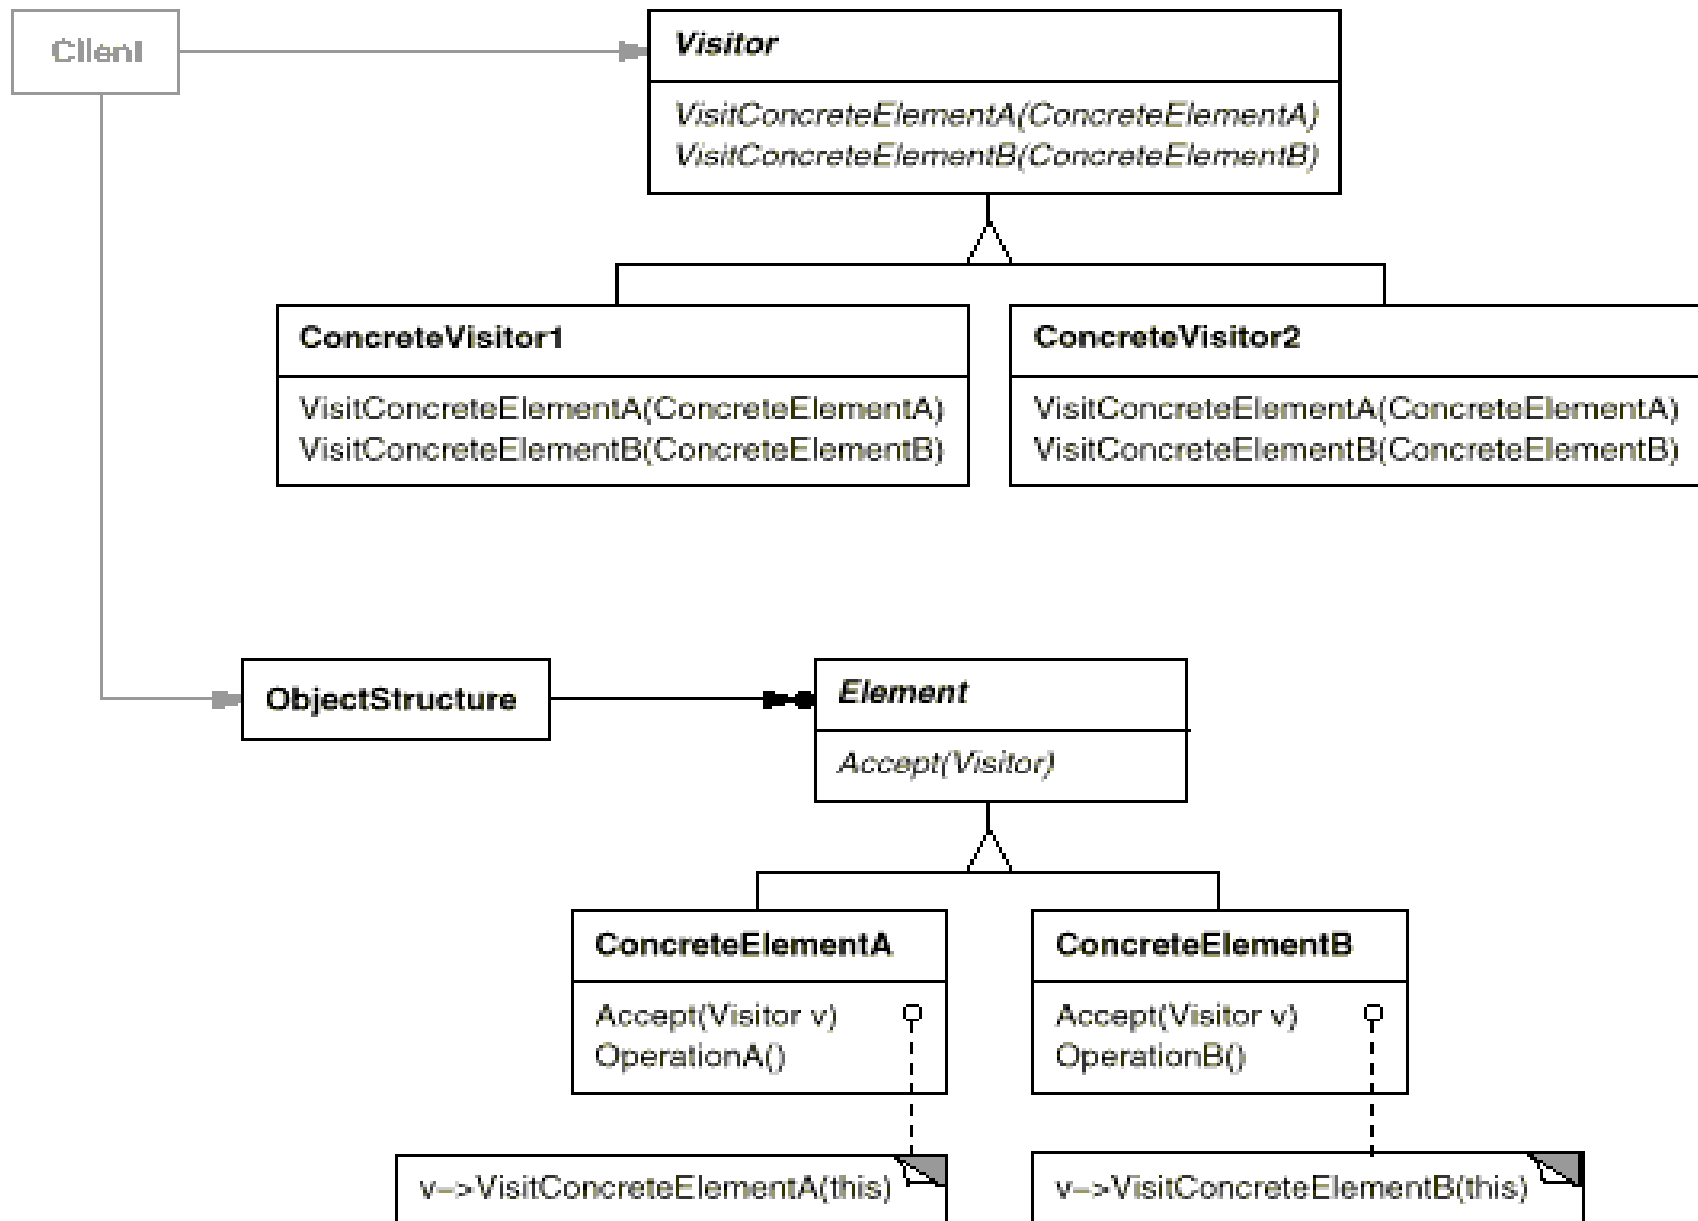 Client
Visitor
VisitConcreteElementA(ConcreteElementA)
VisitConcreteElementB(ConcreteElementB)
ConcreteVisitor1
VisitConcreteElementA(ConcreteElementA)
VisitConcreteElementB(ConcreteElementB)
ConcreteVisitor2
VisitConcreteElementA(ConcreteElementA)
VisitConcreteElementB(ConcreteElementB)
ObjectStructure
Element
Accept(Visitor)
ConcreteElementA
Accept(Visitor v)
OperationA()
ConcreteElementB
Accept(Visitor v)
OperationB()
v–>VisitConcreteElementA(this)
v–>VisitConcreteElementB(this)